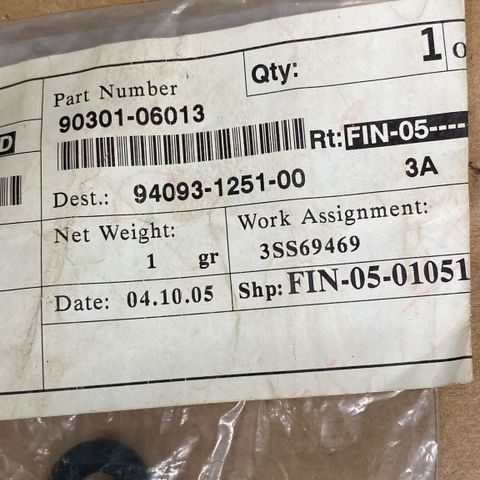 Part Number
Qty: 1
90301-06013
D
Rt: FIN-05----
3A
Dest.: 94093-1251-00
Net Weight:
1 gr
Work Assignment:
3SS69469
Date: 04.10.05
Shp: FIN-05-01051